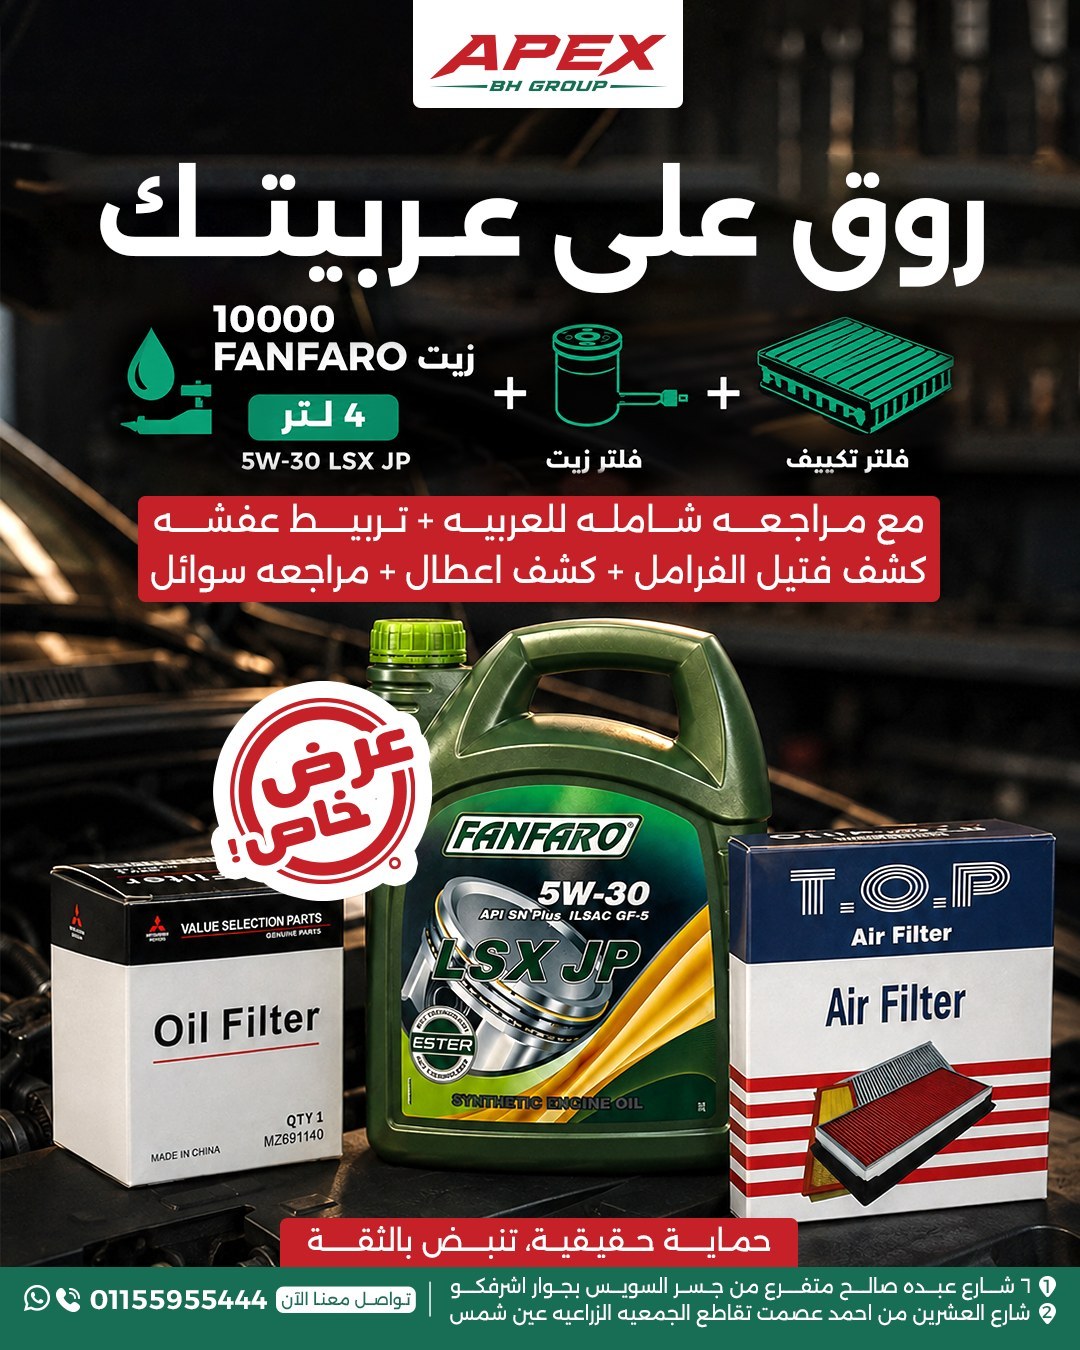 APEX
BH GROUP
روق على عربيتك
10000
زيت FANFARO
4 لتر
5W-30 LSX JP
+
فلتر زيت
+
فلتر تكييف
مع مراجعه شامله للعربيه + تربيط عفشه
كشف فتيل الفرامل + كشف اعطال + مراجعه سوائل
عرض
خاص!
VALUE SELECTION PARTS
GENUINE PARTS
Oil Filter
QTY 1
MZ691140
MADE IN CHINA
FANFARO
5W-30
API SN Plus ILSAC GF-5
LSX JP
ESTER
SYNTHETIC ENGINE OIL
T.O.P
Air Filter
Air Filter
حماية حقيقية، تنبض بالثقة
1 ٦ شارع عبده صالح متفرع من جسر السويس بجوار اشرفكو
2 شارع العشرين من احمد عصمت تقاطع الجمعيه الزراعيه عين شمس
تواصل معنا الآن 01155955444